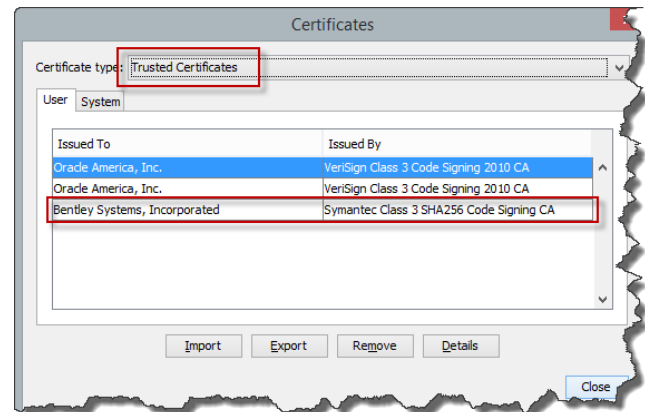 Certificates
Certificate type: Trusted Certificates
User System
Issued To Issued By
Oracle America, Inc. VeriSign Class 3 Code Signing 2010 CA
Oracle America, Inc. VeriSign Class 3 Code Signing 2010 CA
Bentley Systems, Incorporated Symantec Class 3 SHA256 Code Signing CA
Import Export Remove Details
Close